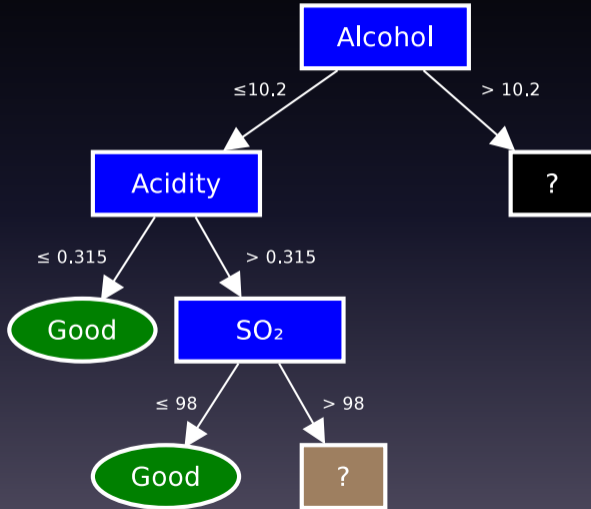 Alcohol
≤10.2
> 10.2
Acidity
?
≤ 0.315
> 0.315
Good
SO₂
≤ 98
> 98
Good
?